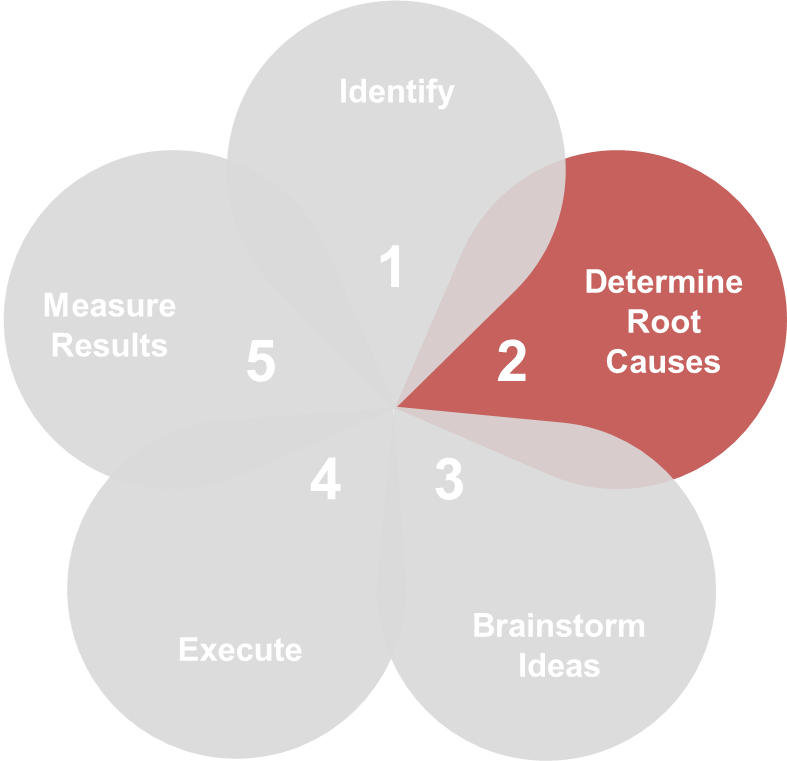 Identify
1
Determine
Root
Causes
2
3
Brainstorm
Ideas
4
Execute
Measure
Results
5